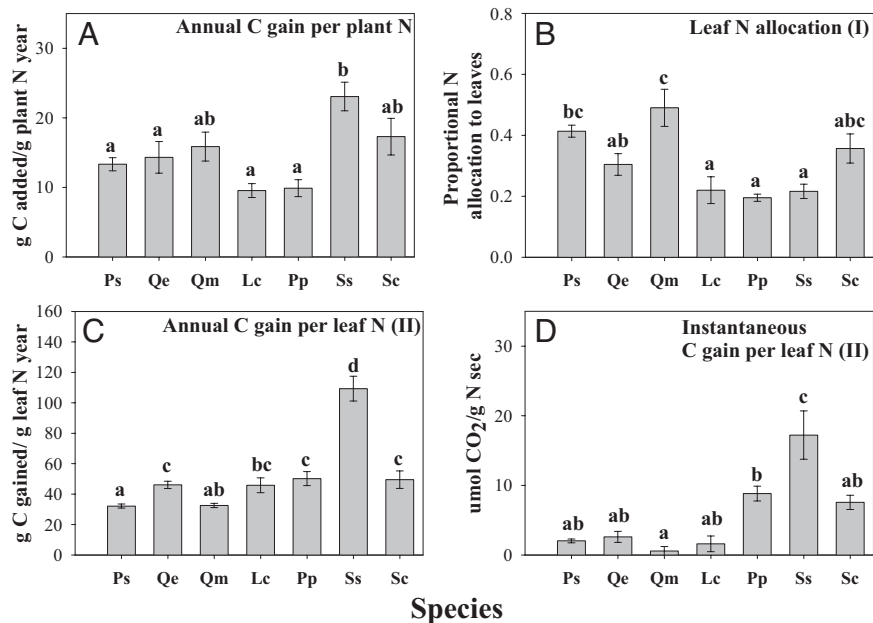 A
Annual C gain per plant N
g C added/g plant N year
30
20
10
0
a
a
ab
a
a
b
ab
Ps Qe Qm Lc Pp Ss Sc
B
Leaf N allocation (I)
Proportional N
allocation to leaves
0.8
0.6
0.4
0.2
0.0
bc
ab
c
a
a
a
abc
Ps Qe Qm Lc Pp Ss Sc
C
Annual C gain per leaf N (II)
g C gained/ g leaf N year
160
140
120
100
80
60
40
20
0
a
c
ab
bc
c
d
c
Ps Qe Qm Lc Pp Ss Sc
D
Instantaneous
C gain per leaf N (II)
umol CO2/g N sec
30
20
10
0
ab
ab
a
ab
b
c
ab
Ps Qe Qm Lc Pp Ss Sc
Species